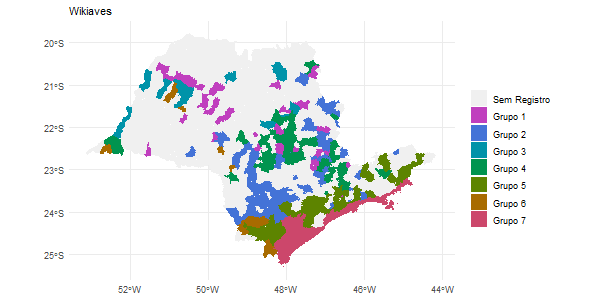 Wikiaves
20°S
21°S
22°S
23°S
24°S
25°S
52°W
50°W
48°W
46°W
44°W
Sem Registro
Grupo 1
Grupo 2
Grupo 3
Grupo 4
Grupo 5
Grupo 6
Grupo 7